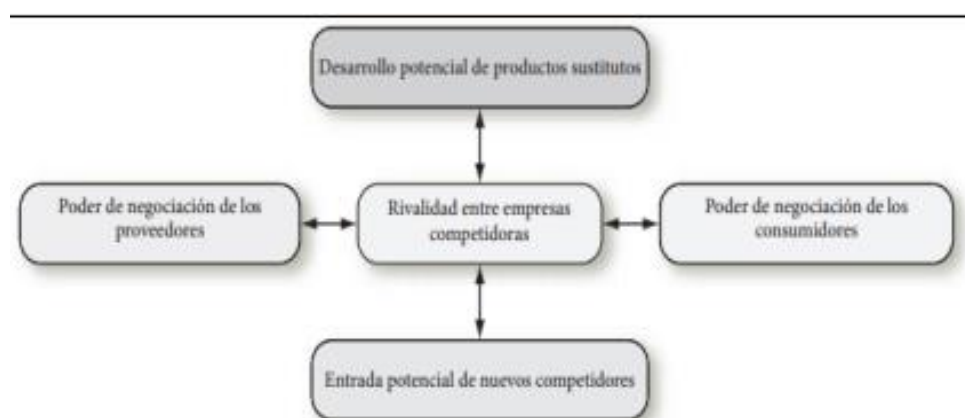 Desarrollo potencial de productos sustitutos
Poder de negociación de los
proveedores
Rivalidad entre empresas
competidoras
Poder de negociación de los
consumidores
Entrada potencial de nuevos competidores